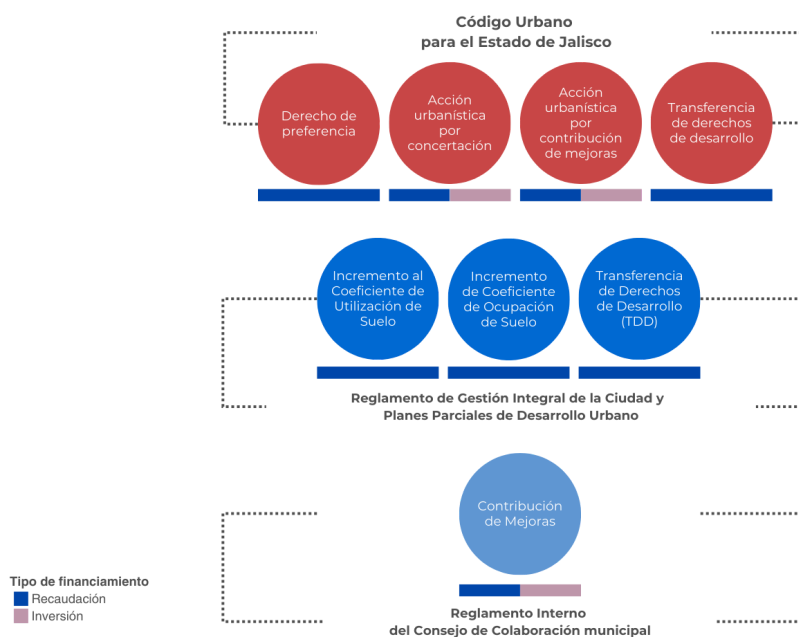 Código Urbano
para el Estado de Jalisco
Derecho de
preferencia
Acción
urbanística
por
concertación
Acción
urbanística
por
contribución
de mejoras
Transferencia
de derechos
de desarrollo
Incremento al
Coeficiente de
Utilización de
Suelo
Incremento
de Coeficiente
de Ocupación
de Suelo
Transferencia
de Derechos
de Desarrollo
(TDD)
Reglamento de Gestión Integral de la Ciudad y
Planes Parciales de Desarrollo Urbano
Contribución
de Mejoras
Reglamento Interno
del Consejo de Colaboración municipal
Tipo de financiamiento
Recaudación
Inversión